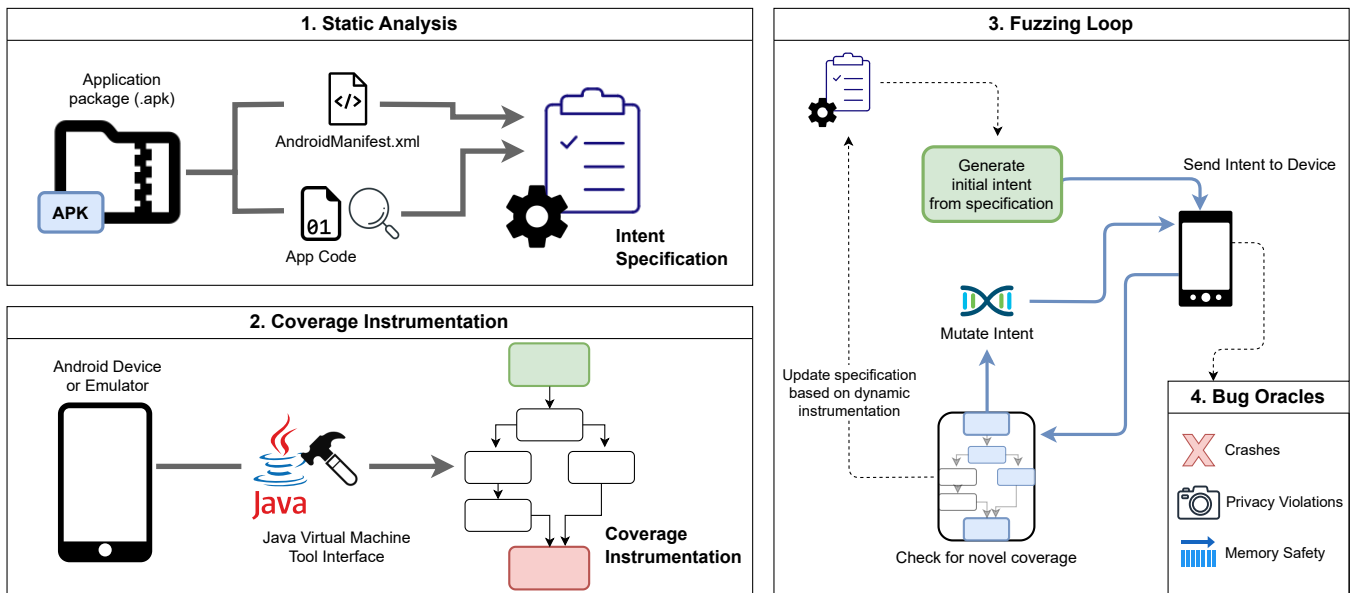 1. Static Analysis
Application
package (.apk)
</>
AndroidManifest.xml
APK
01
App Code
Intent
Specification
2. Coverage Instrumentation
Android Device
or Emulator
Java
Java Virtual Machine
Tool Interface
Coverage
Instrumentation
3. Fuzzing Loop
Generate
initial intent
from specification
Send Intent to Device
Mutate Intent
Update specification
based on dynamic
instrumentation
Check for novel coverage
4. Bug Oracles
Crashes
Privacy Violations
Memory Safety